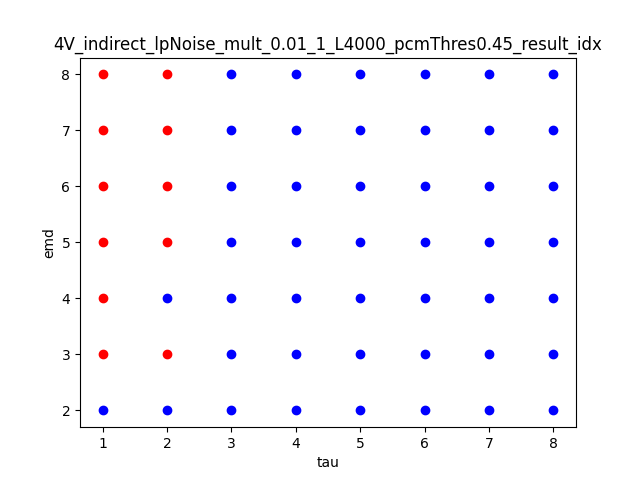 4V_indirect_lpNoise_mult_0.01_1_L4000_pcmThres0.45_result_idx
8
7
6
5
4
3
2
emd
1 2 3 4 5 6 7 8
tau